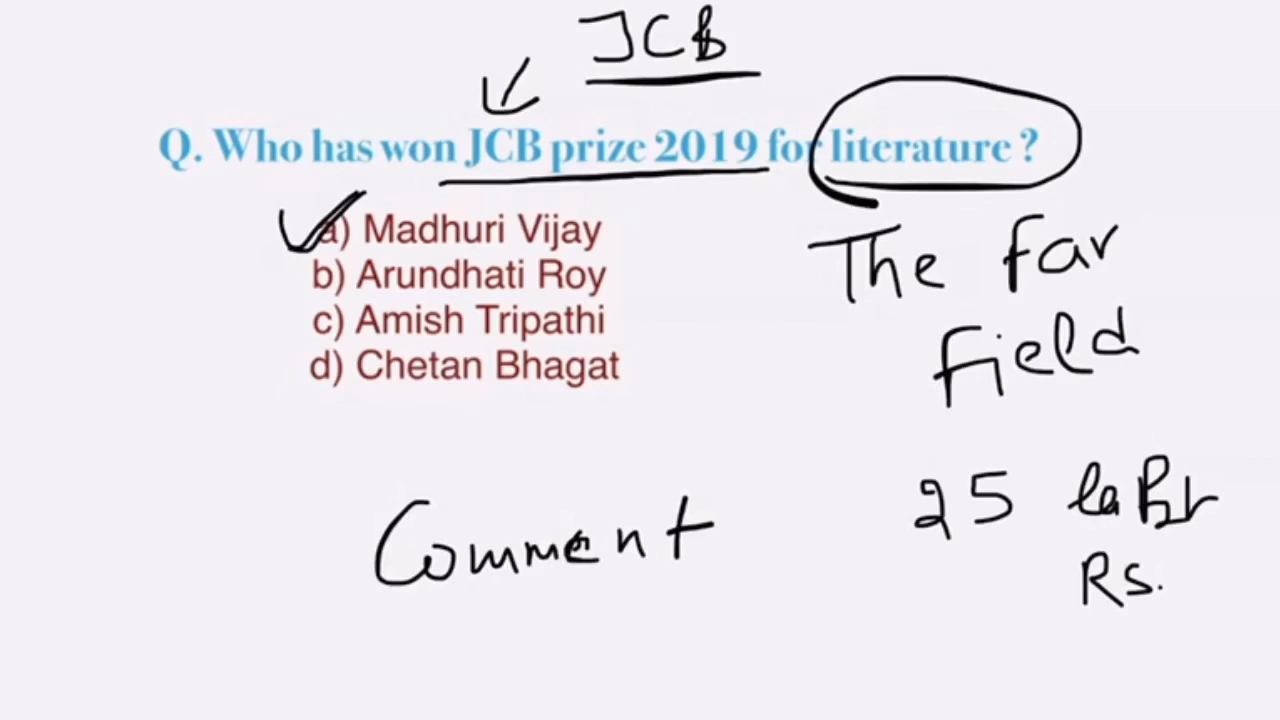 JCB
Q. Who has won JCB prize 2019 for literature ?
a) Madhuri Vijay
b) Arundhati Roy
c) Amish Tripathi
d) Chetan Bhagat
The Far
Field
25
Rs.
Comment